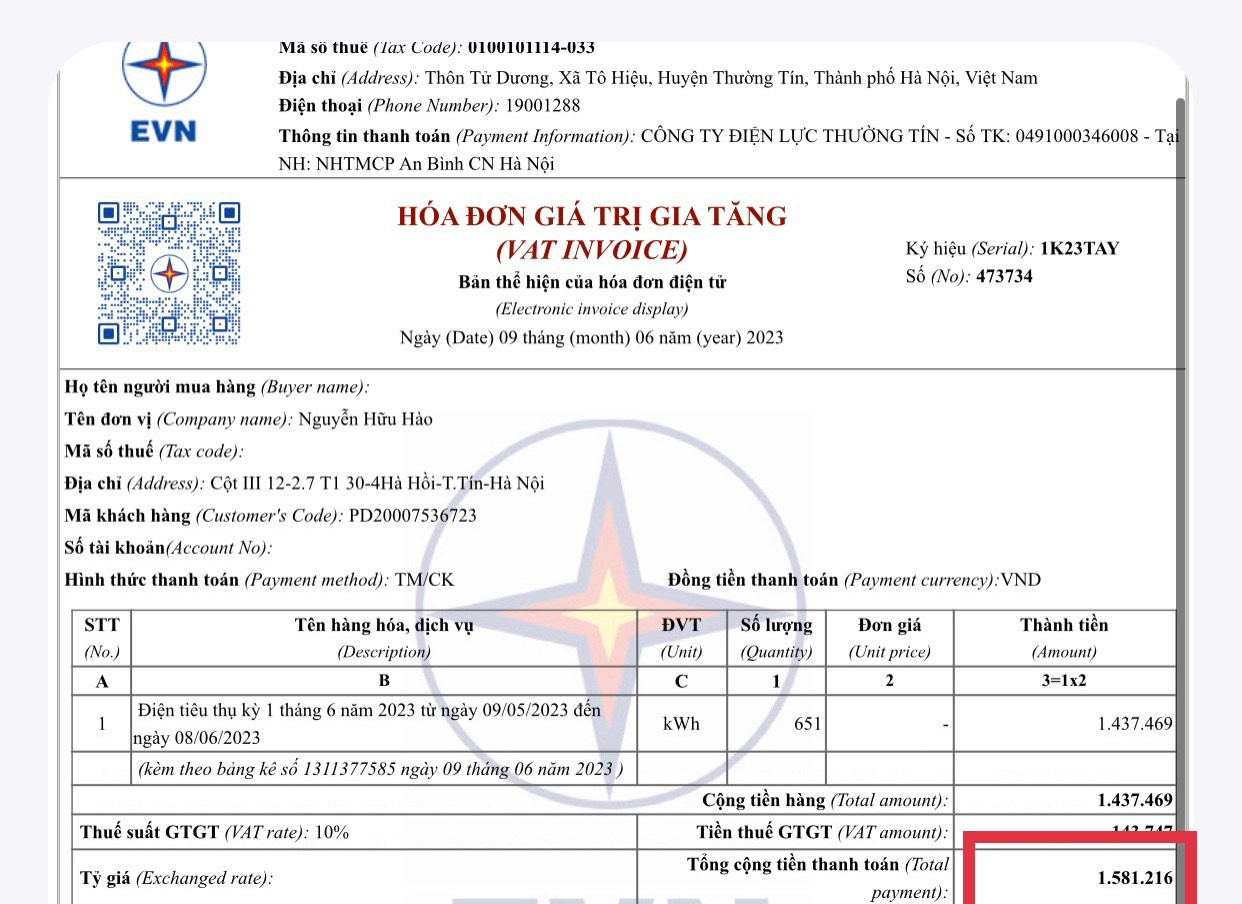 Mã số thuế (Tax Code): 0100101114-033
Địa chỉ (Address): Thôn Tử Dương, Xã Tô Hiệu, Huyện Thường Tín, Thành phố Hà Nội, Việt Nam
Điện thoại (Phone Number): 19001288
EVN
Thông tin thanh toán (Payment Information): CÔNG TY ĐIỆN LỰC THƯỜNG TÍN - Số TK: 0491000346008 - Tại
NH: NHTMCP An Bình CN Hà Nội
HÓA ĐƠN GIÁ TRỊ GIA TĂNG
(VAT INVOICE)
Ký hiệu (Serial): 1K23TAY
Bản thể hiện của hóa đơn điện tử
Số (No): 473734
(Electronic invoice display)
Ngày (Date) 09 tháng (month) 06 năm (year) 2023
Họ tên người mua hàng (Buyer name):
Tên đơn vị (Company name): Nguyễn Hữu Hào
Mã số thuế (Tax code):
Địa chỉ (Address): Cột III 12-2.7 T1 30-4Hà Hồi-T.Tín-Hà Nội
Mã khách hàng (Customer's Code): PD20007536723
Số tài khoản(Account No):
Hình thức thanh toán (Payment method): TM/CK Đồng tiền thanh toán (Payment currency):VND
STT Tên hàng hóa, dịch vụ ĐVT Số lượng Đơn giá Thành tiền
(No.) (Description) (Unit) (Quantity) (Unit price) (Amount)
A B C 1 2 3=1x2
Điện tiêu thụ kỳ 1 tháng 6 năm 2023 từ ngày 09/05/2023 đến
1 kWh 651 - 1.437.469
ngày 08/06/2023
(kèm theo bảng kê số 1311377585 ngày 09 tháng 06 năm 2023 )
Cộng tiền hàng (Total amount): 1.437.469
Thuế suất GTGT (VAT rate): 10% Tiền thuế GTGT (VAT amount): 143.747
Tổng cộng tiền thanh toán (Total
Tỷ giá (Exchanged rate): 1.581.216
payment):